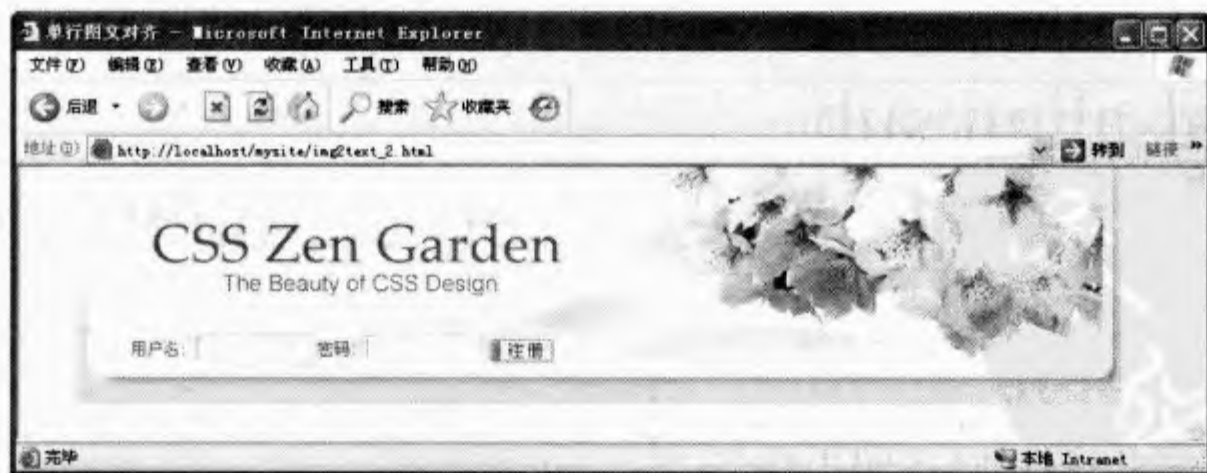 单行图文对齐 - Microsoft Internet Explorer
文件(F) 编辑(E) 查看(V) 收藏(A) 工具(T) 帮助(H)
后退 搜索 收藏夹
地址(D) http://localhost/mysite/img2text_2.html 转到 链接 »
CSS Zen Garden
The Beauty of CSS Design
用户名: 密码: 注册
完毕 本地 Intranet